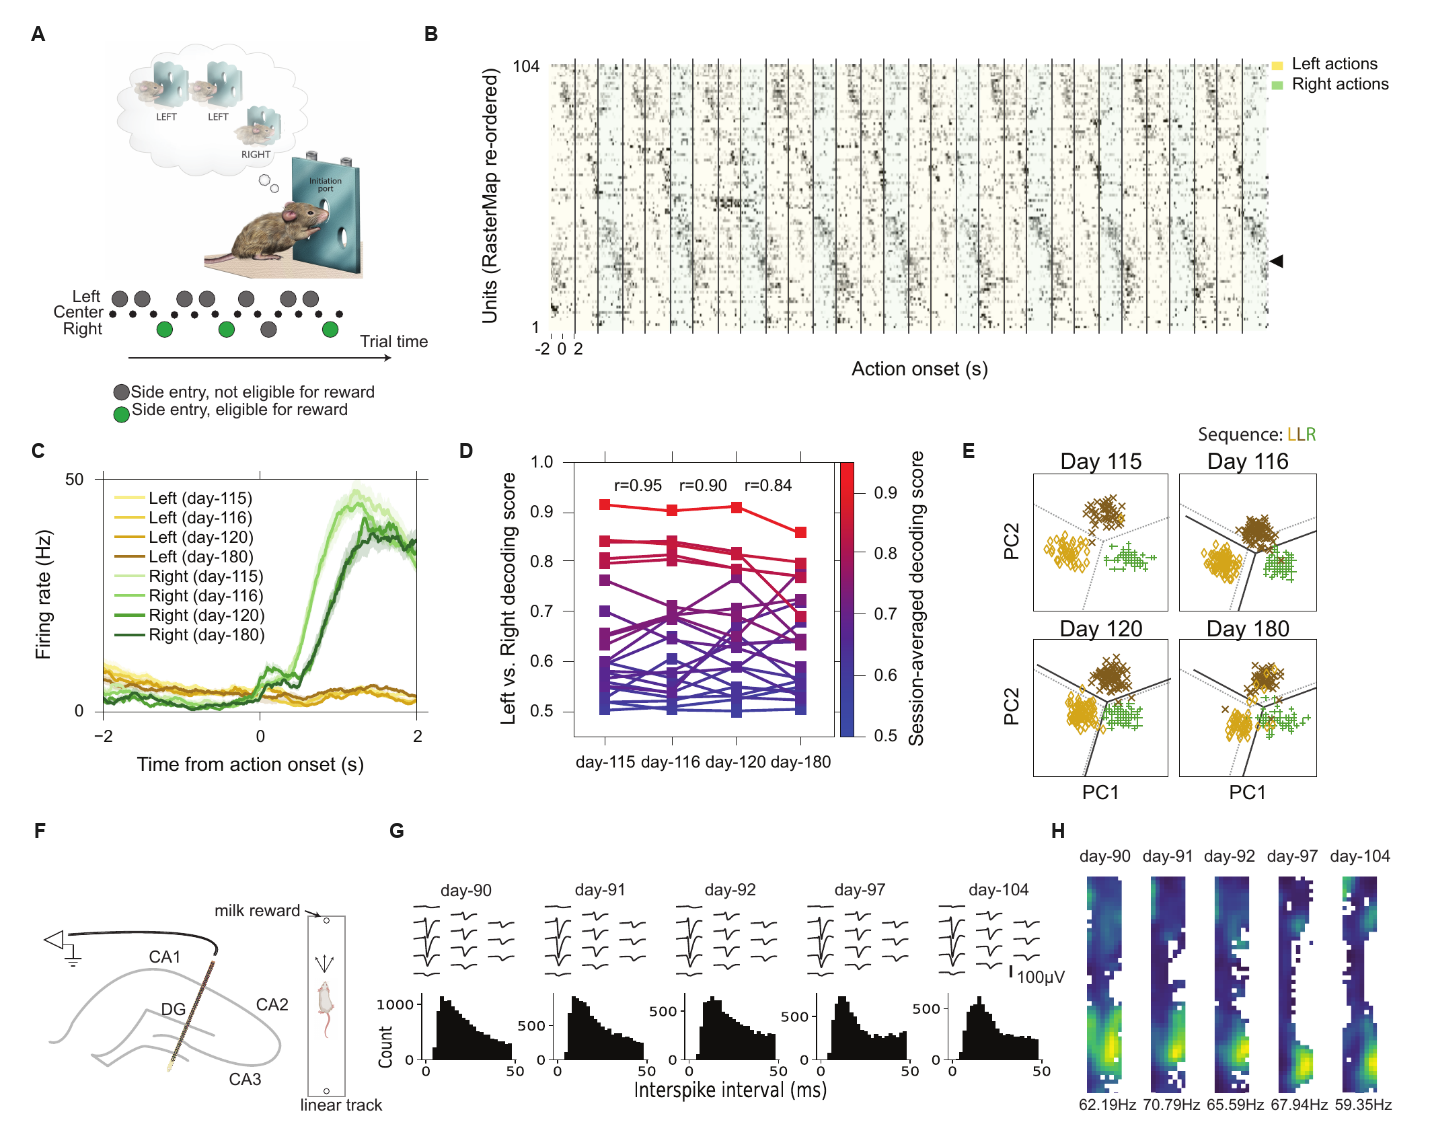 A
LEFT
LEFT
RIGHT
Initiation
port
Left
Center
Right
Trial time
Side entry, not eligible for reward
Side entry, eligible for reward
B
Units (RasterMap re-ordered)
104
1
-2 0 2
Action onset (s)
Left actions
Right actions
C
Firing rate (Hz)
50
0
Left (day-115)
Left (day-116)
Left (day-120)
Left (day-180)
Right (day-115)
Right (day-116)
Right (day-120)
Right (day-180)
−2 0 2
Time from action onset (s)
D
Left vs. Right decoding score
1.0
0.9
0.8
0.7
0.6
0.5
r=0.95 r=0.90 r=0.84
day-115 day-116 day-120 day-180
0.9
0.8
0.7
0.6
0.5
Session-averaged decoding score
E
Sequence: LLR
Day 115 Day 116
PC2
Day 120 Day 180
PC2
PC1 PC1
F
milk reward
CA1
CA2
DG
CA3
linear track
G
day-90 day-91 day-92 day-97 day-104
100µV
Count
1000
0
500
0
500
0
500
0
500
0
0 50 0 50 0 50 0 50 0 50
Interspike interval (ms)
H
day-90 day-91 day-92 day-97 day-104
62.19Hz 70.79Hz 65.59Hz 67.94Hz 59.35Hz